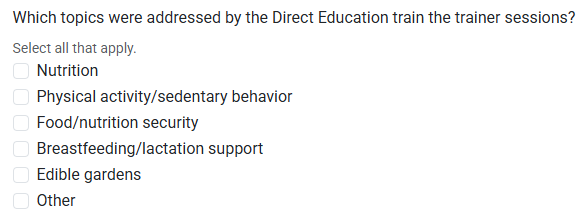 Which topics were addressed by the Direct Education train the trainer sessions?
Select all that apply.
Nutrition
Physical activity/sedentary behavior
Food/nutrition security
Breastfeeding/lactation support
Edible gardens
Other